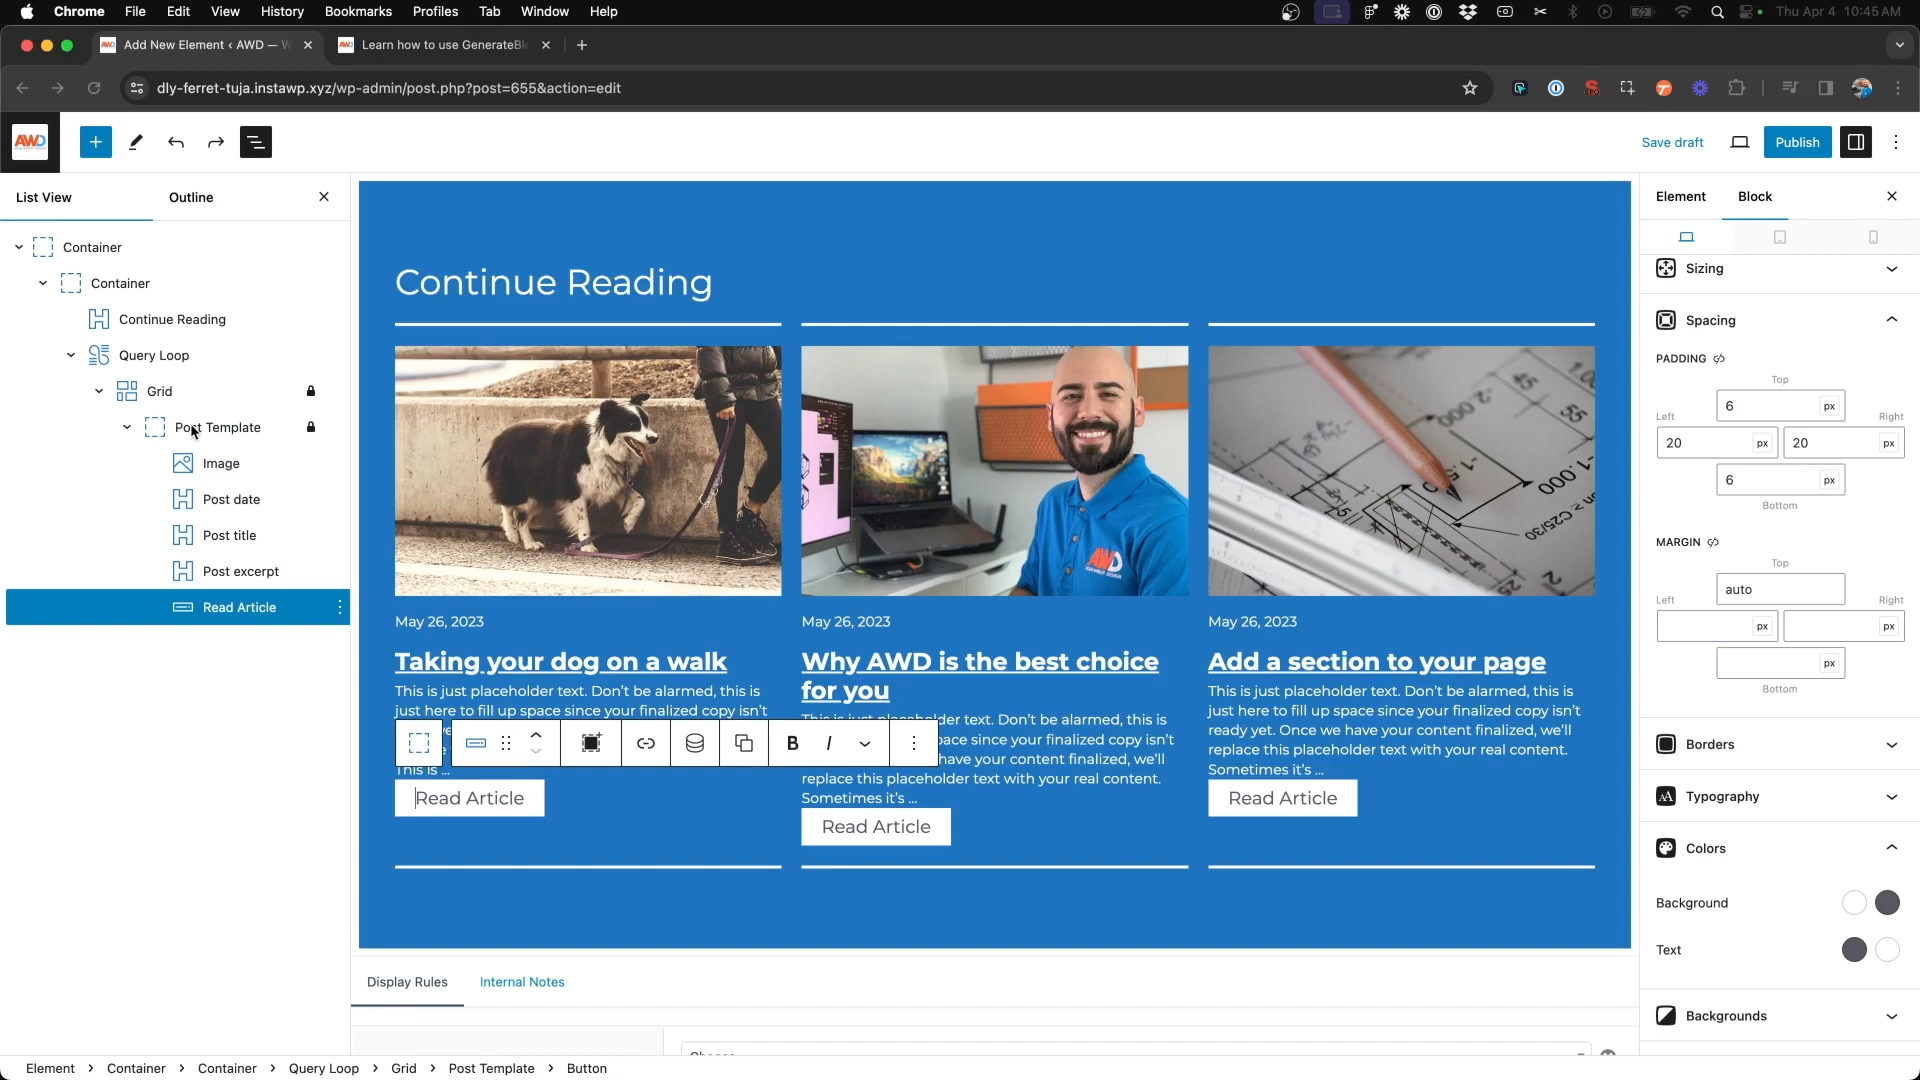 Chrome File Edit View History Bookmarks Profiles Tab Window Help
Thu Apr 4 10:45 AM
Add New Element ‹ AWD — W
Learn how to use GenerateBl
dly-ferret-tuja.instawp.xyz/wp-admin/post.php?post=655&action=edit
AWD
Save draft
Publish
List View
Outline
Container
Container
Continue Reading
Query Loop
Grid
Post Template
Image
Post date
Post title
Post excerpt
Read Article
Continue Reading
AWD
May 26, 2023
Taking your dog on a walk
This is just placeholder text. Don't be alarmed, this is
just here to fill up space since your finalized copy isn't
This is ...
Read Article
May 26, 2023
Why AWD is the best choice
for you
This is just placeholder text. Don't be alarmed, this is
pace since your finalized copy isn't
have your content finalized, we'll
replace this placeholder text with your real content.
Sometimes it's ...
Read Article
May 26, 2023
Add a section to your page
This is just placeholder text. Don't be alarmed, this is
just here to fill up space since your finalized copy isn't
ready yet. Once we have your content finalized, we'll
replace this placeholder text with your real content.
Sometimes it's ...
Read Article
B I
Display Rules
Internal Notes
Element
Block
Sizing
Spacing
PADDING
Top
6 px
Left
Right
20 px
20 px
6 px
Bottom
MARGIN
Top
auto
Left
Right
px
px
px
Bottom
Borders
Typography
Colors
Background
Text
Backgrounds
Element > Container > Container > Query Loop > Grid > Post Template > Button